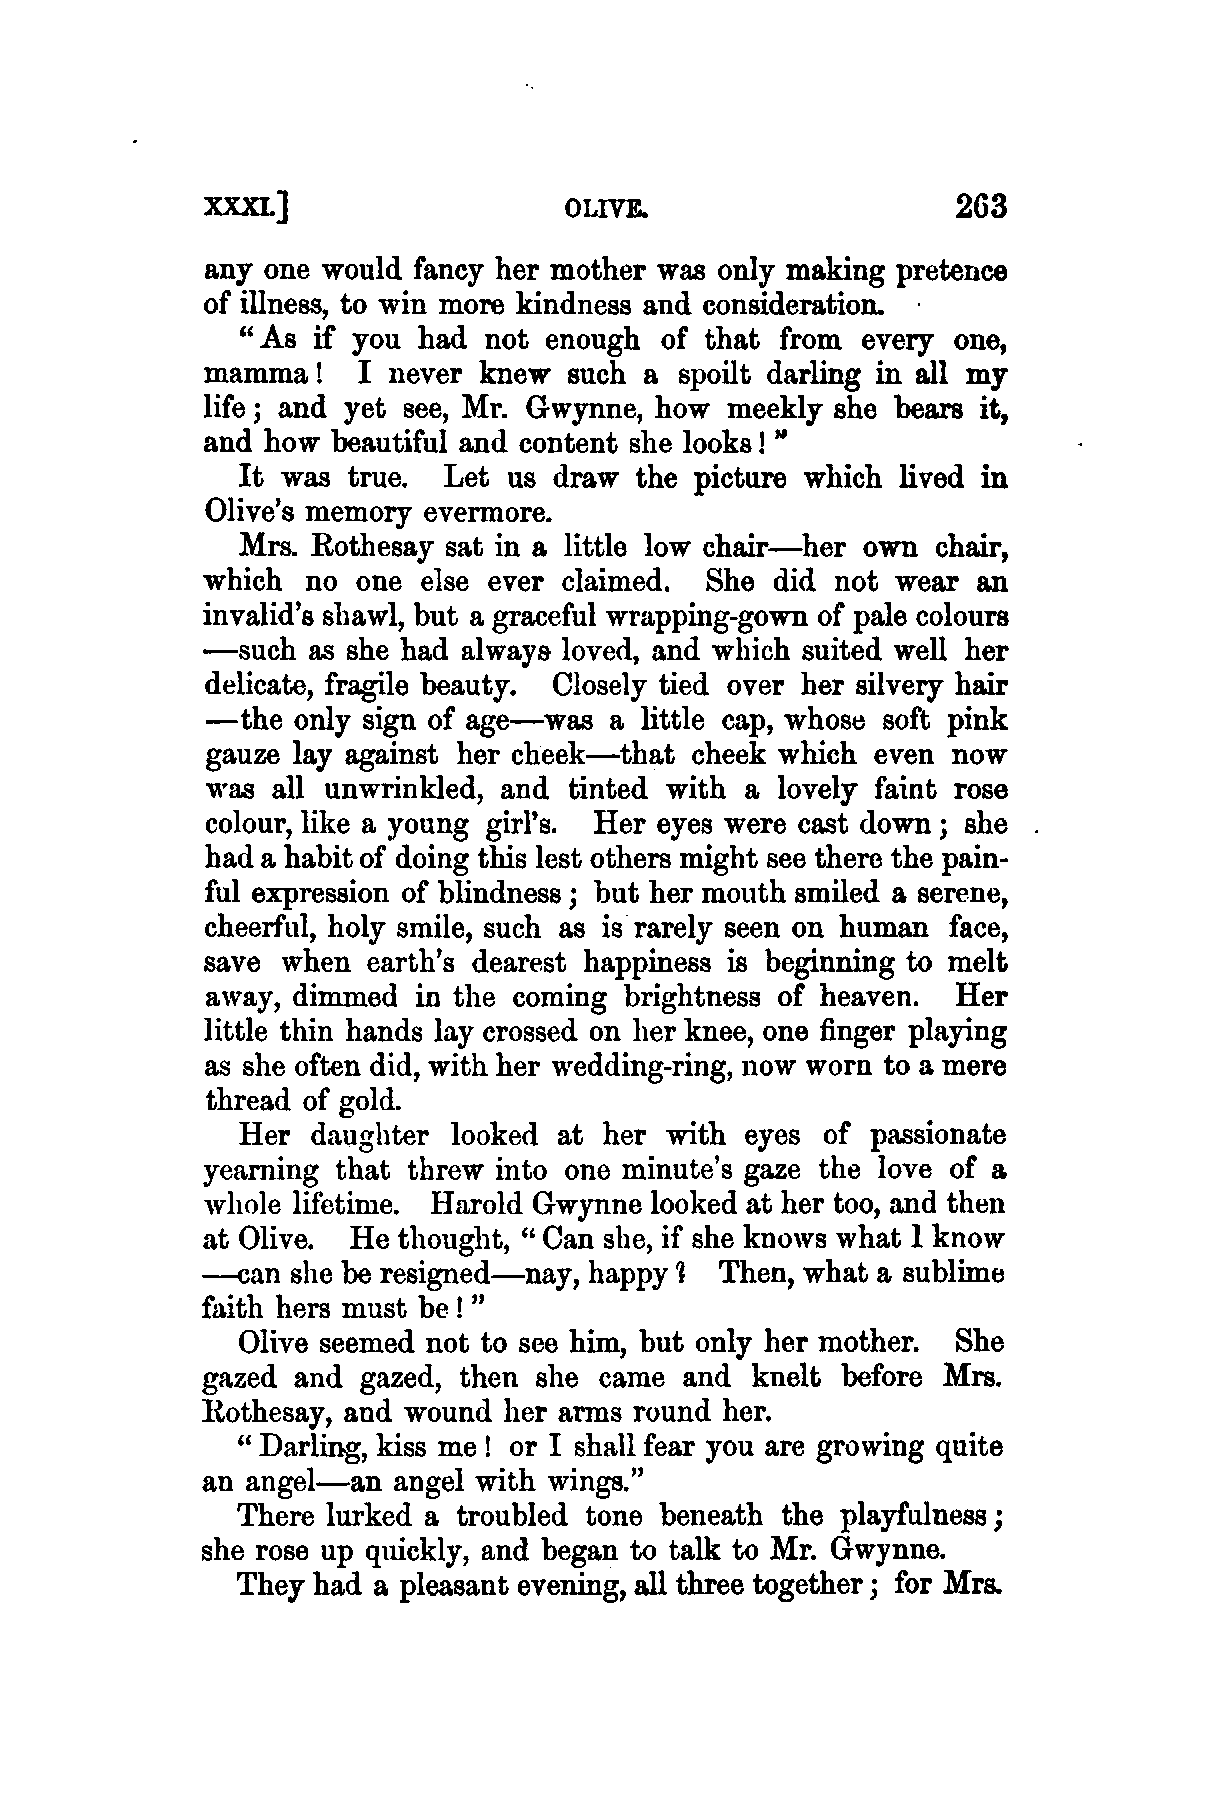 XXXI.] OLIVE. 263
any one would fancy her mother was only making pretence
of illness, to win more kindness and consideration.
“ As if you had not enough of that from every one,
mamma ! I never knew such a spoilt darling in all my
life ; and yet see, Mr. Gwynne, how meekly she bears it,
and how beautiful and content she looks ! ”
It was true. Let us draw the picture which lived in
Olive’s memory evermore.
Mrs. Rothesay sat in a little low chair—her own chair,
which no one else ever claimed. She did not wear an
invalid’s shawl, but a graceful wrapping-gown of pale colours
—such as she had always loved, and which suited well her
delicate, fragile beauty. Closely tied over her silvery hair
—the only sign of age—was a little cap, whose soft pink
gauze lay against her cheek—that cheek which even now
was all unwrinkled, and tinted with a lovely faint rose
colour, like a young girl’s. Her eyes were cast down ; she
had a habit of doing this lest others might see there the pain-
ful expression of blindness ; but her mouth smiled a serene,
cheerful, holy smile, such as is rarely seen on human face,
save when earth’s dearest happiness is beginning to melt
away, dimmed in the coming brightness of heaven. Her
little thin hands lay crossed on her knee, one finger playing
as she often did, with her wedding-ring, now worn to a mere
thread of gold.
Her daughter looked at her with eyes of passionate
yearning that threw into one minute’s gaze the love of a
whole lifetime. Harold Gwynne looked at her too, and then
at Olive. He thought, “ Can she, if she knows what I know
—can she be resigned—nay, happy ? Then, what a sublime
faith hers must be ! ”
Olive seemed not to see him, but only her mother. She
gazed and gazed, then she came and knelt before Mrs.
Rothesay, and wound her arms round her.
“ Darling, kiss me ! or I shall fear you are growing quite
an angel—an angel with wings.”
There lurked a troubled tone beneath the playfulness ;
she rose up quickly, and began to talk to Mr. Gwynne.
They had a pleasant evening, all three together ; for Mrs.